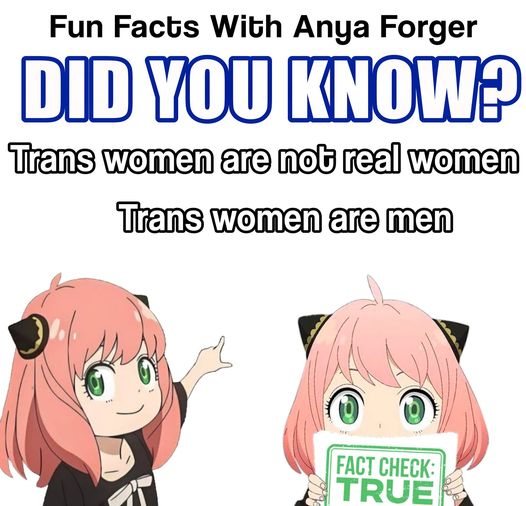 Fun Facts With Anya Forger
DID YOU KNOW?
Trans women are not real women
Trans women are men
FACT CHECK:
TRUE